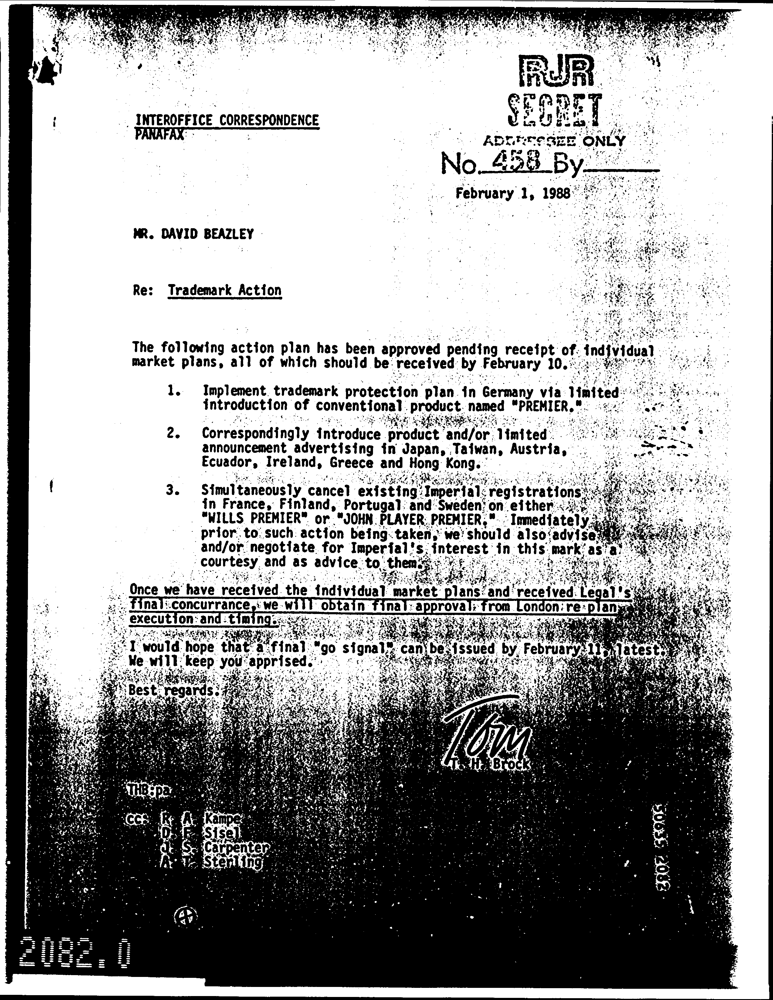 RJR
SECRET
INTEROFFICE CORRESPONDENCE
PANAFAX
ADDRESSEE ONLY
No. 458 By
February 1, 1988
MR. DAVID BEAZLEY
Re: Trademark Action
The following action plan has been approved pending receipt of individual
market plans, all of which should be received by February 10.
1. Implement trademark protection plan in Germany via limited
introduction of conventional product named "PREMIER."
2. Correspondingly introduce product and/or limited
announcement advertising in Japan, Taiwan, Austria,
Ecuador, Ireland, Greece and Hong Kong.
3. Simultaneously cancel existing Imperial registrations
in France, Finland, Portugal and Sweden on either
"WILLS PREMIER" or "JOHN PLAYER PREMIER." Immediately
prior to such action being taken, we should also advise
and/or negotiate for Imperial's interest in this mark as a
courtesy and as advice to them.
Once we have received the individual market plans and received Legal's
final concurrance, we will obtain final approval from London re plan
execution and timing.
I would hope that a final "go signal" can be issued by February 11, latest.
We will keep you apprised.
Best regards.
Tom
T. H. Brock
THB:pa
cc: R. A. Kampe
D. F. Sisel
J. S. Carpenter
A. T. Sterling
2082.0